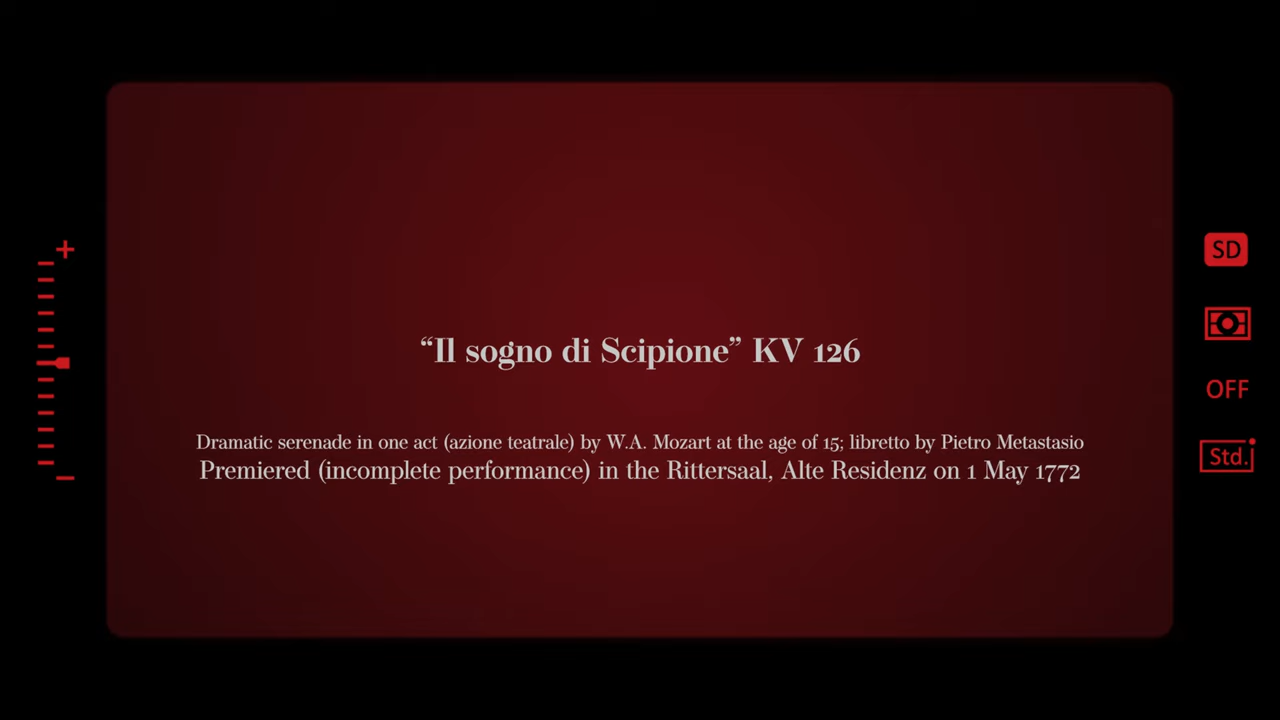 “Il sogno di Scipione” KV 126
Dramatic serenade in one act (azione teatrale) by W.A. Mozart at the age of 15; libretto by Pietro Metastasio
Premiered (incomplete performance) in the Rittersaal, Alte Residenz on 1 May 1772
+
−
SD
OFF
Std.